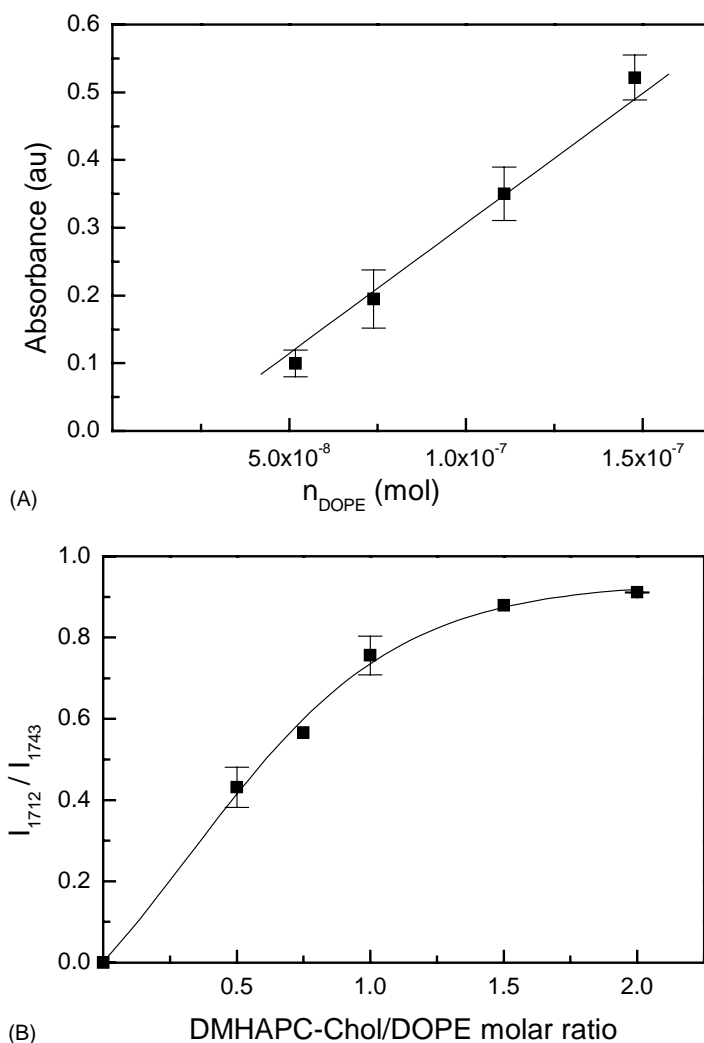 0.6
0.5
0.4
0.3
0.2
0.1
0.0
Absorbance (au)
5.0x10⁻⁸
1.0x10⁻⁷
1.5x10⁻⁷
n_DOPE (mol)
(A)
1.0
0.8
0.6
0.4
0.2
0.0
I₁₇₁₂ / I₁₇₄₃
0.5
1.0
1.5
2.0
DMHAPC-Chol/DOPE molar ratio
(B)